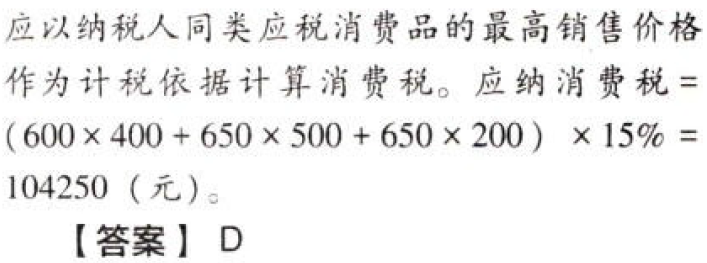 应以纳税人同类应税消费品的最高销售价格
作为计税依据计算消费税。应纳消费税=
(600×400+650×500+650×200) ×15%=
104250（元）。
【答案】 D